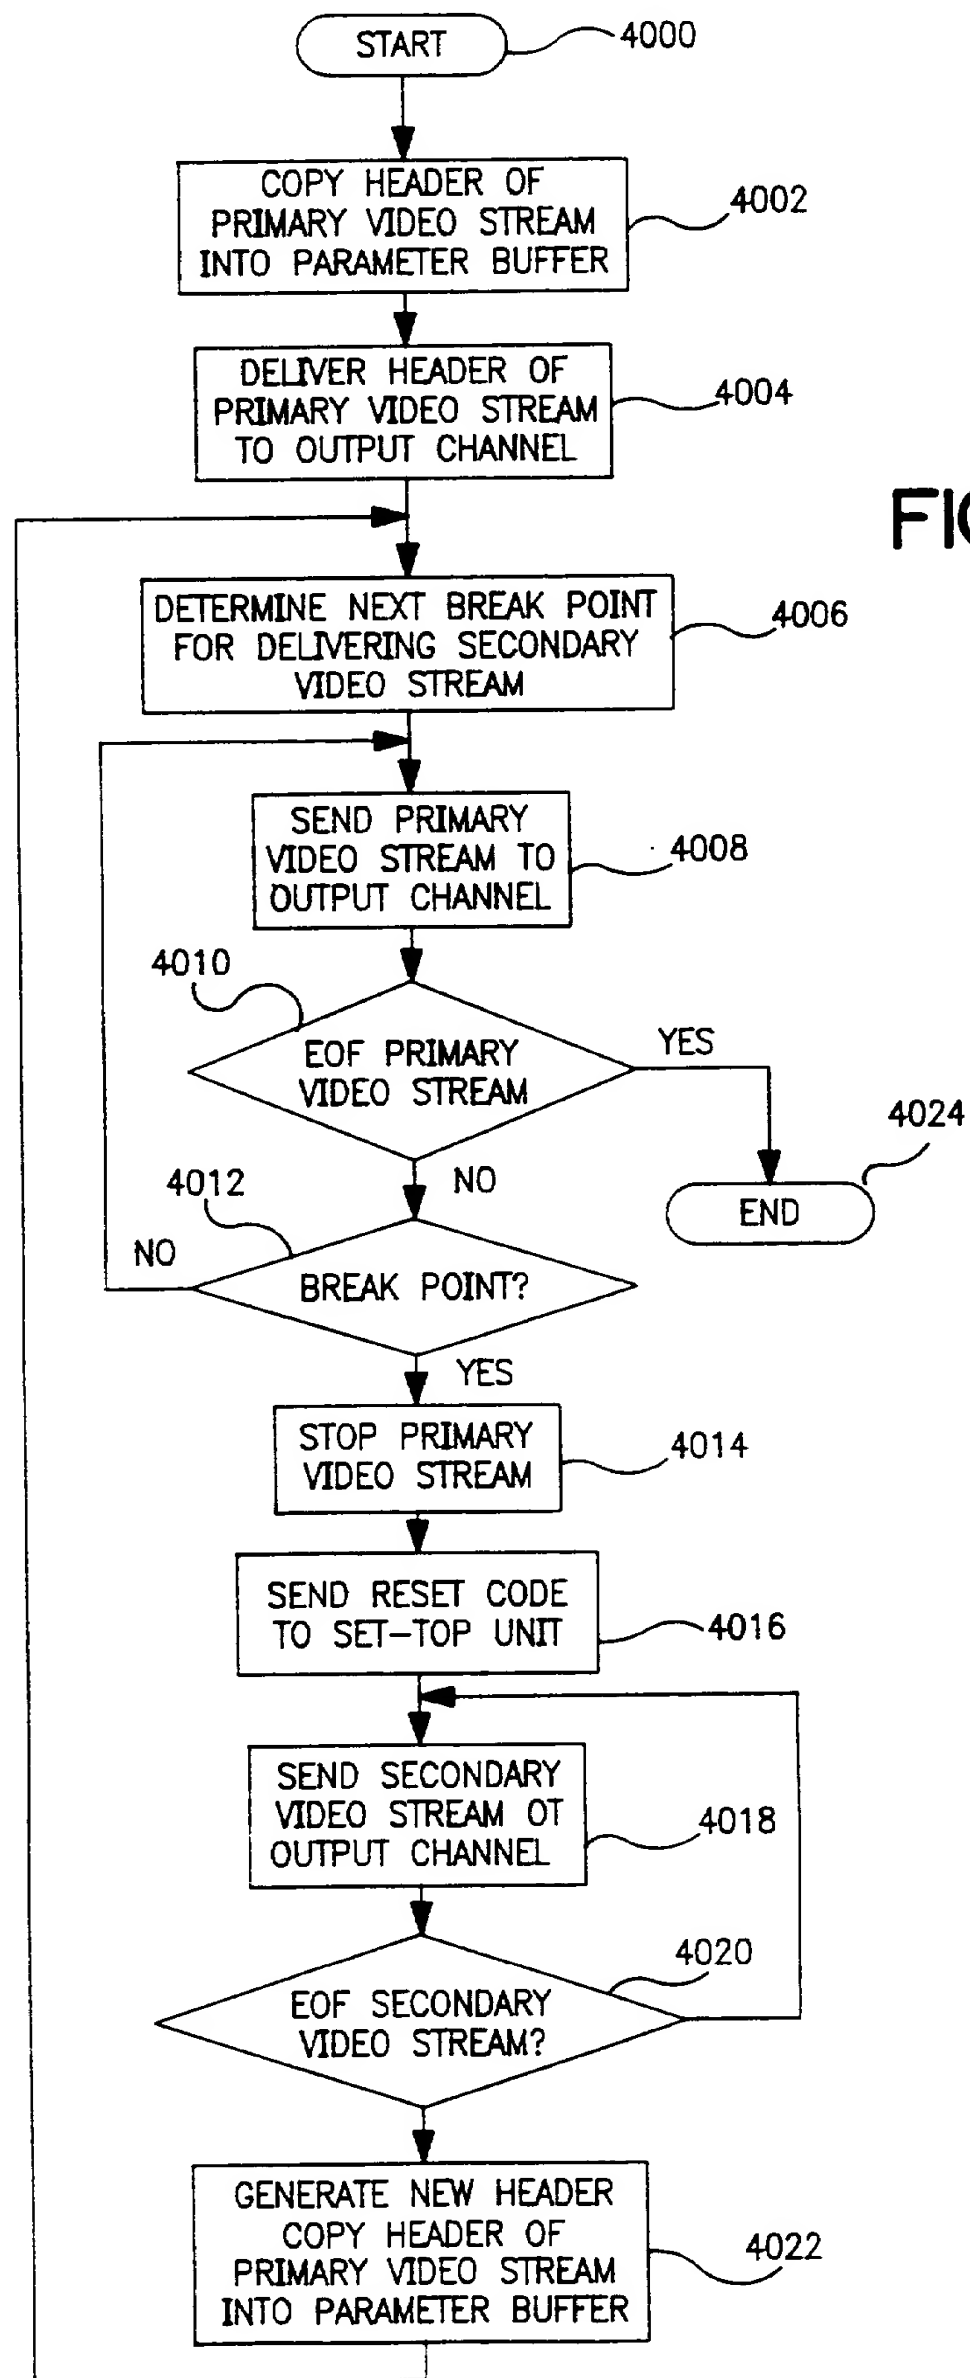 START
4000
COPY HEADER OF
PRIMARY VIDEO STREAM
INTO PARAMETER BUFFER
4002
DELIVER HEADER OF
PRIMARY VIDEO STREAM
TO OUTPUT CHANNEL
4004
FIG
DETERMINE NEXT BREAK POINT
FOR DELIVERING SECONDARY
VIDEO STREAM
4006
SEND PRIMARY
VIDEO STREAM TO
OUTPUT CHANNEL
4008
4010
EOF PRIMARY
VIDEO STREAM
YES
4024
END
NO
4012
NO
BREAK POINT?
YES
STOP PRIMARY
VIDEO STREAM
4014
SEND RESET CODE
TO SET-TOP UNIT
4016
SEND SECONDARY
VIDEO STREAM OT
OUTPUT CHANNEL
4018
4020
EOF SECONDARY
VIDEO STREAM?
GENERATE NEW HEADER
COPY HEADER OF
PRIMARY VIDEO STREAM
INTO PARAMETER BUFFER
4022